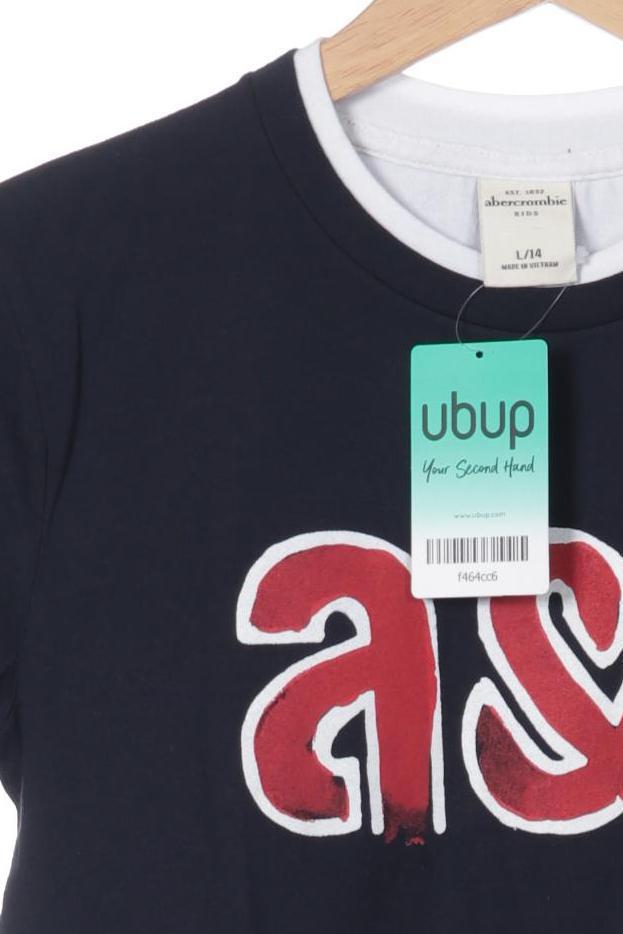 EST. 1892
abercrombie
KIDS
L/14
MADE IN VIETNAM
ubup
Your Second Hand
www.ubup.com
f464cc6
a&